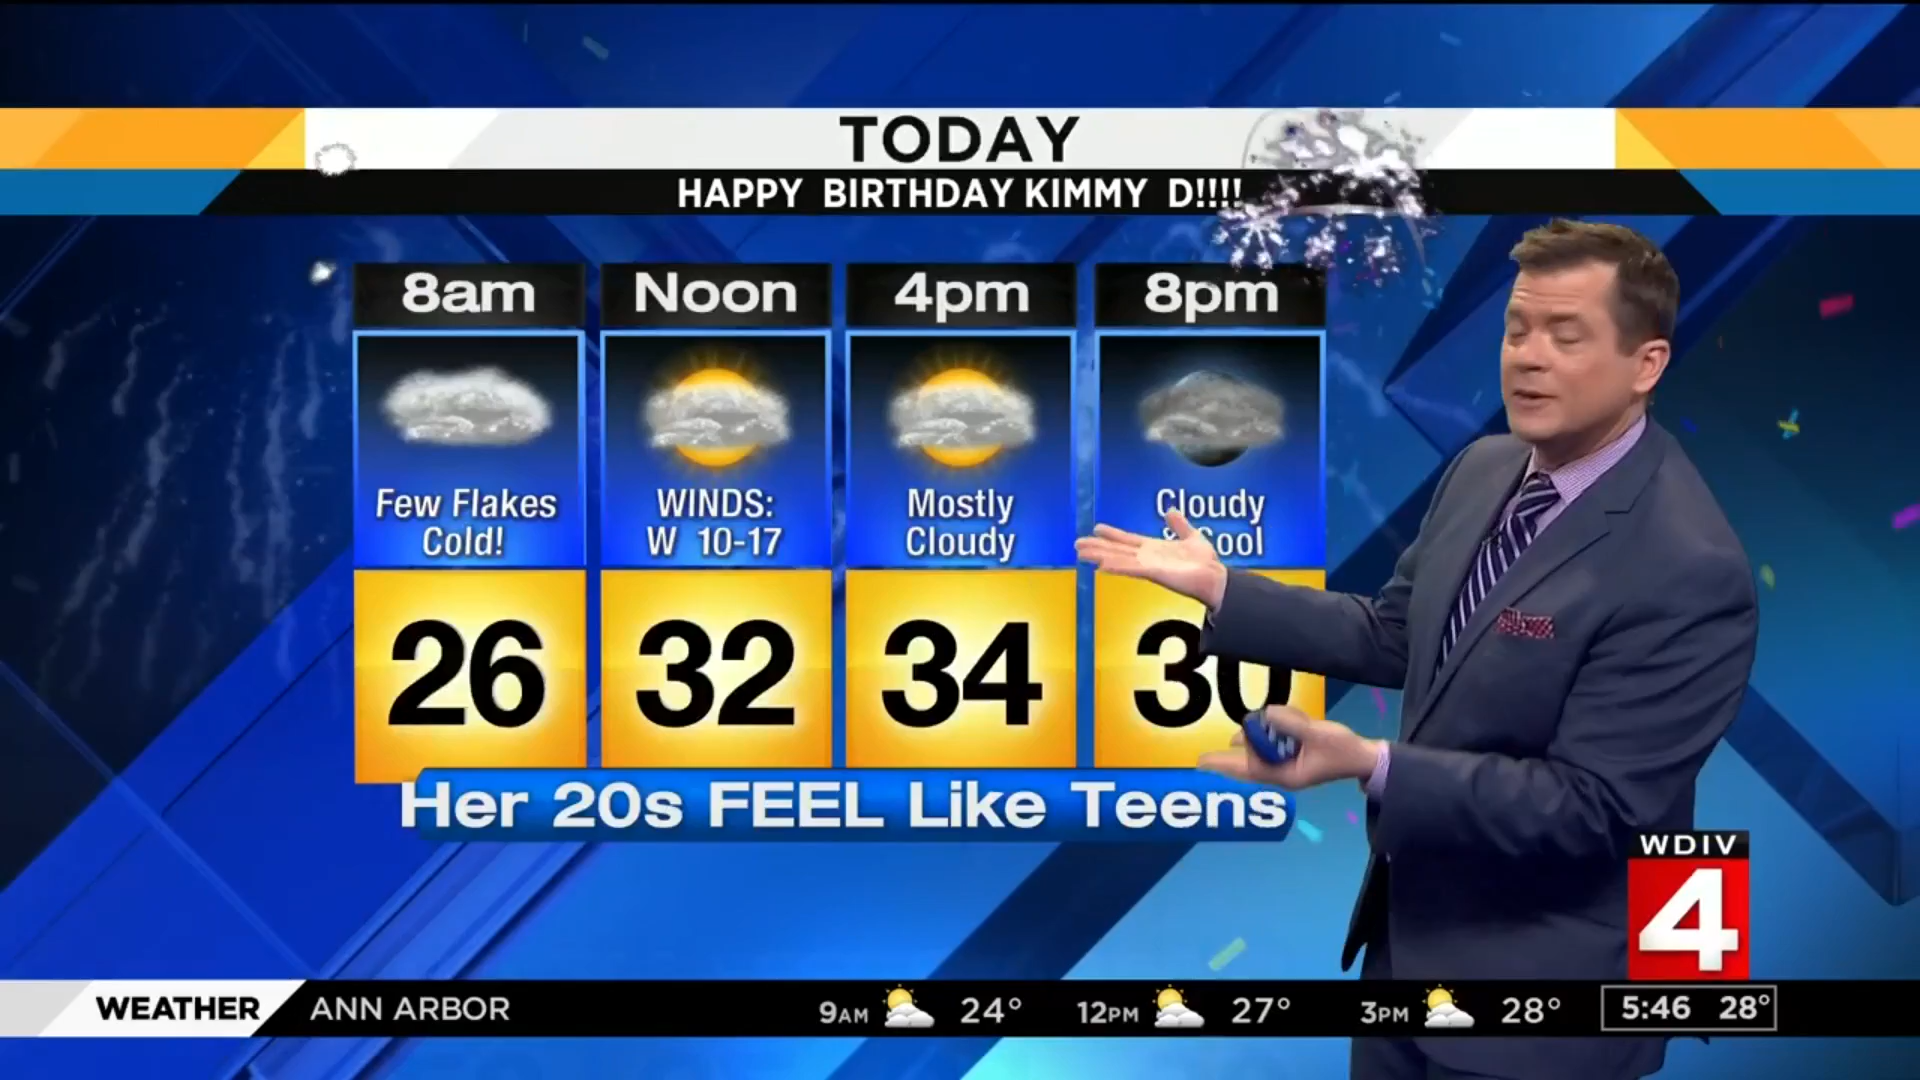 TODAY
HAPPY BIRTHDAY KIMMY D!!!!
8am
Few Flakes
Cold!
26
Noon
WINDS:
W 10-17
32
4pm
Mostly
Cloudy
34
8pm
Cloudy
& Cool
30
Her 20s FEEL Like Teens
WDIV
4
WEATHER
ANN ARBOR
9AM 24°
12PM 27°
3PM 28°
5:46 28°